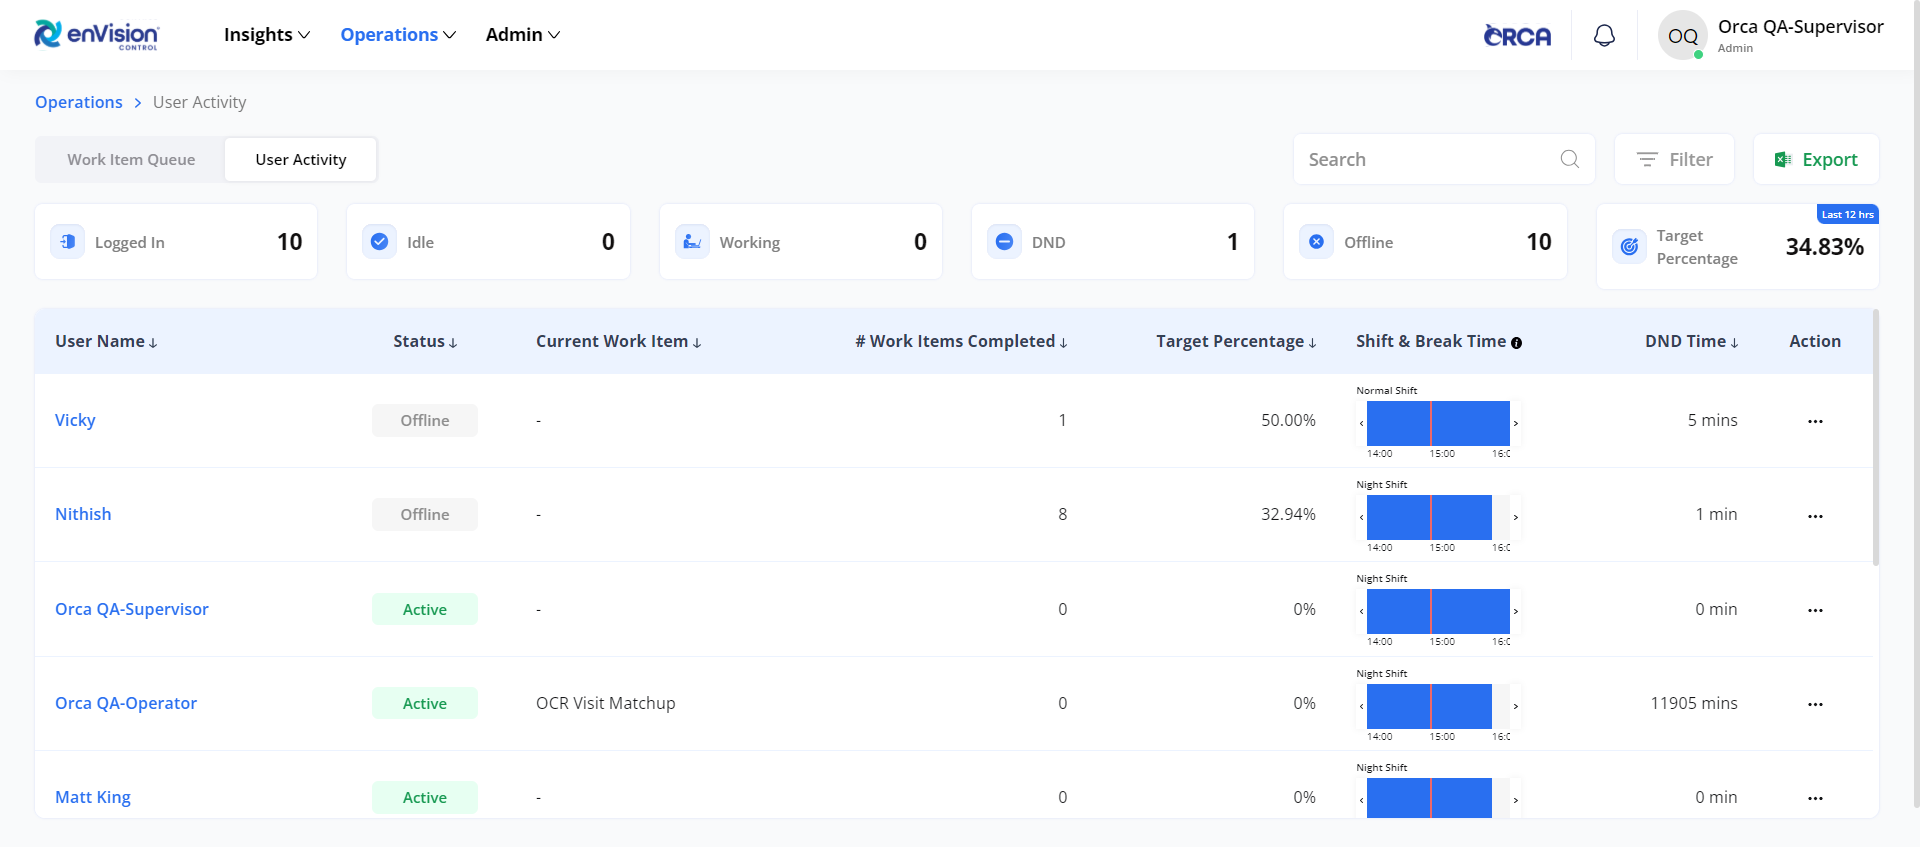 enVision CONTROL
Insights
Operations
Admin
ORCA
OQ
Orca QA-Supervisor
Admin
Operations > User Activity
Work Item Queue
User Activity
Search
Filter
Export
Logged In 10
Idle 0
Working 0
DND 1
Offline 10
Last 12 hrs
Target Percentage 34.83%
User Name↓ Status↓ Current Work Item↓ # Work Items Completed↓ Target Percentage↓ Shift & Break Time DND Time↓ Action
Normal Shift
Vicky Offline - 1 50.00% ‹ › 5 mins ...
14:00 15:00 16:0
Night Shift
Nithish Offline - 8 32.94% ‹ › 1 min ...
14:00 15:00 16:0
Night Shift
Orca QA-Supervisor Active - 0 0% ‹ › 0 min ...
14:00 15:00 16:0
Night Shift
Orca QA-Operator Active OCR Visit Matchup 0 0% ‹ › 11905 mins ...
14:00 15:00 16:0
Night Shift
Matt King Active - 0 0% ‹ › 0 min ...